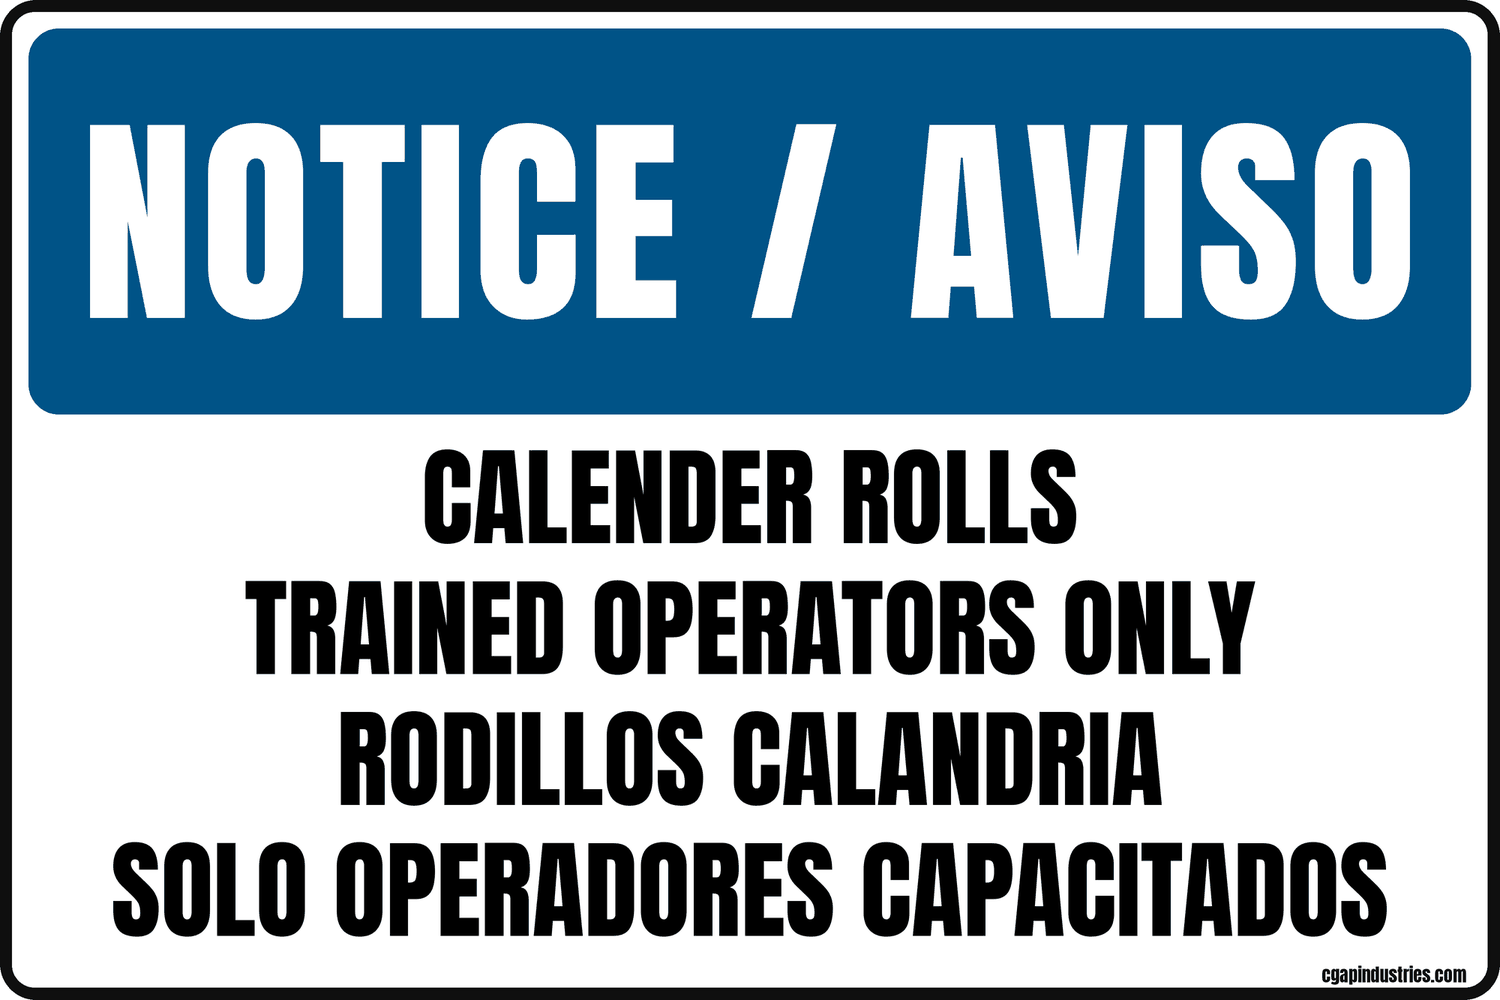 NOTICE / AVISO
CALENDER ROLLS
TRAINED OPERATORS ONLY
RODILLOS CALANDRIA
SOLO OPERADORES CAPACITADOS
cgapindustries.com